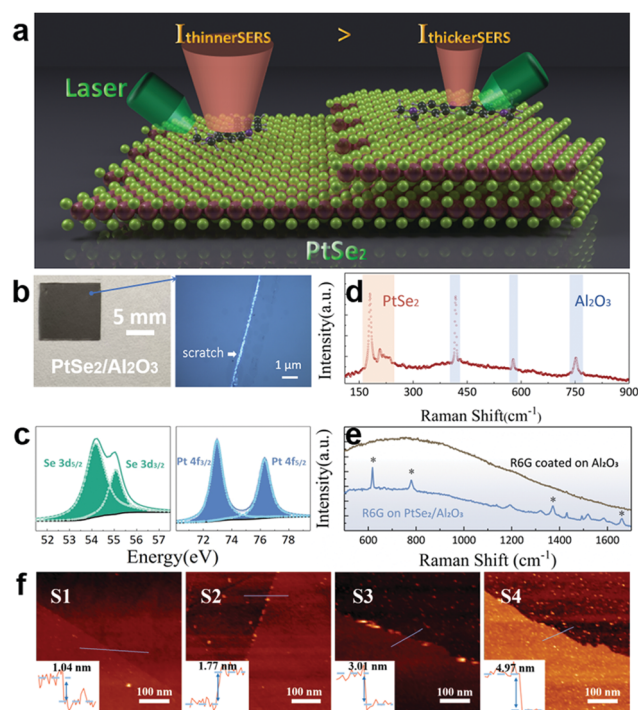 a
I thinnerSERS > I thickerSERS
Laser
PtSe₂
b
5 mm
PtSe₂/Al₂O₃
scratch
1 μm
d
Intensity(a.u.)
PtSe₂
Al₂O₃
150 300 450 600 750 900
Raman Shift(cm⁻¹)
c
Se 3d₅/₂
Se 3d₃/₂
52 53 54 55 56 57
Pt 4f₃/₂
Pt 4f₅/₂
70 72 74 76 78
Energy(eV)
e
Intensity(a.u.)
* * * *
R6G coated on Al₂O₃
R6G on PtSe₂/Al₂O₃
600 800 1000 1200 1400 1600
Raman Shift (cm⁻¹)
f
S1
1.04 nm
100 nm
S2
1.77 nm
100 nm
S3
3.01 nm
100 nm
S4
4.97 nm
100 nm